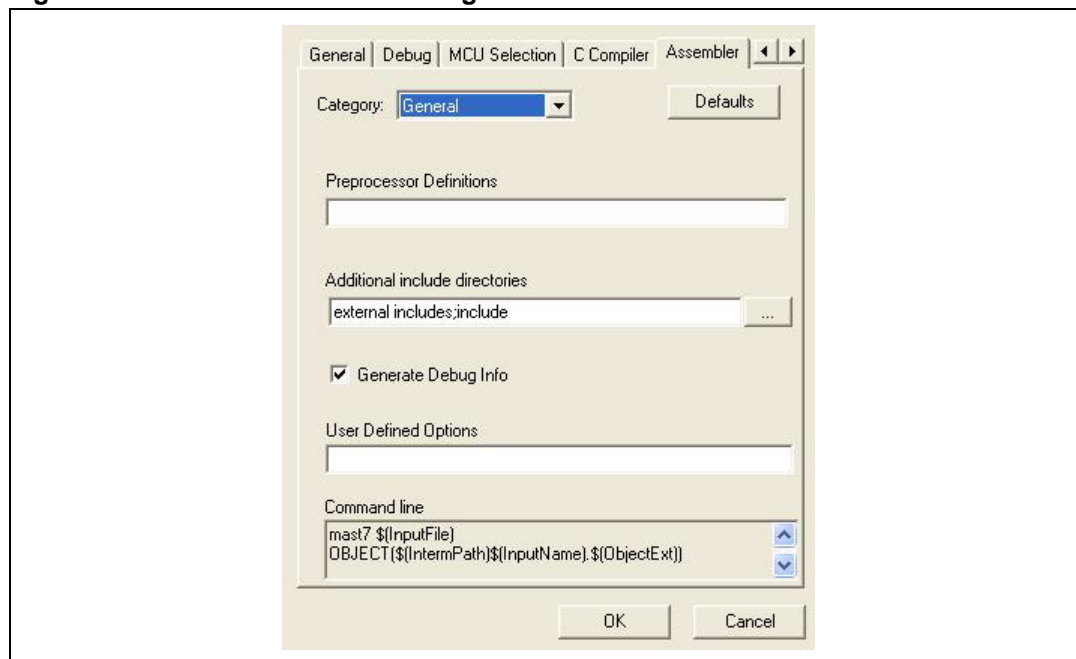 General Debug MCU Selection C Compiler Assembler
Category: General Defaults
Preprocessor Definitions
Additional include directories
external includes;include
...
Generate Debug Info
User Defined Options
Command line
mast7 $(InputFile)
OBJECT($(IntermPath)$(InputName).$(ObjectExt))
OK Cancel